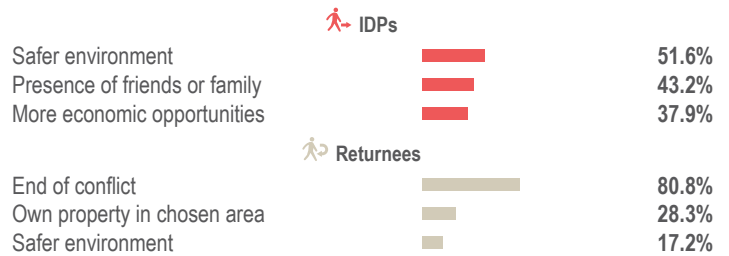 IDPs
Safer environment 51.6%
Presence of friends or family 43.2%
More economic opportunities 37.9%
Returnees
End of conflict 80.8%
Own property in chosen area 28.3%
Safer environment 17.2%